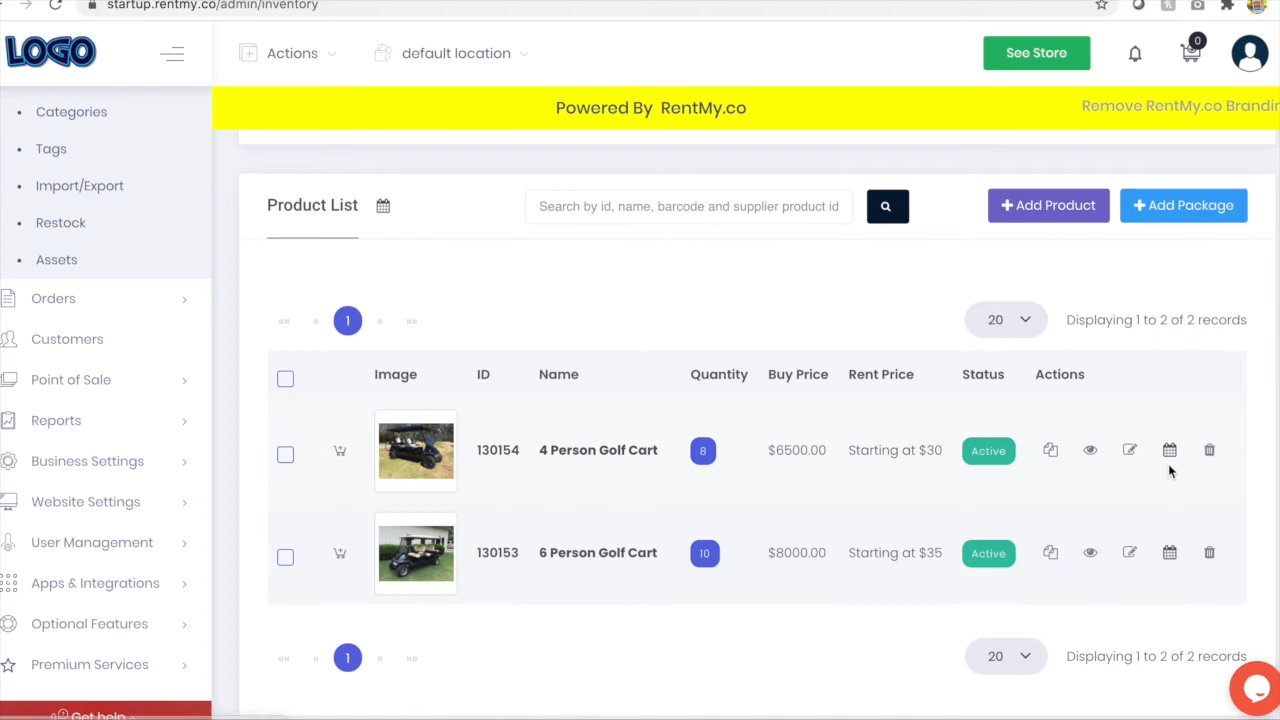 startup.rentmy.co/admin/inventory
LOGO
Actions
default location
See Store
0
Powered By RentMy.co
Remove RentMy.co Brandin
Categories
Tags
Import/Export
Restock
Assets
Orders
Customers
Point of Sale
Reports
Business Settings
Website Settings
User Management
Apps & Integrations
Optional Features
Premium Services
Get help
Product List
Search by id, name, barcode and supplier product id
+ Add Product
+ Add Package
«« « 1 » »»
20
Displaying 1 to 2 of 2 records
Image ID Name Quantity Buy Price Rent Price Status Actions
130154 4 Person Golf Cart 8 $6500.00 Starting at $30 Active
130153 6 Person Golf Cart 10 $8000.00 Starting at $35 Active
«« « 1 » »»
20
Displaying 1 to 2 of 2 records